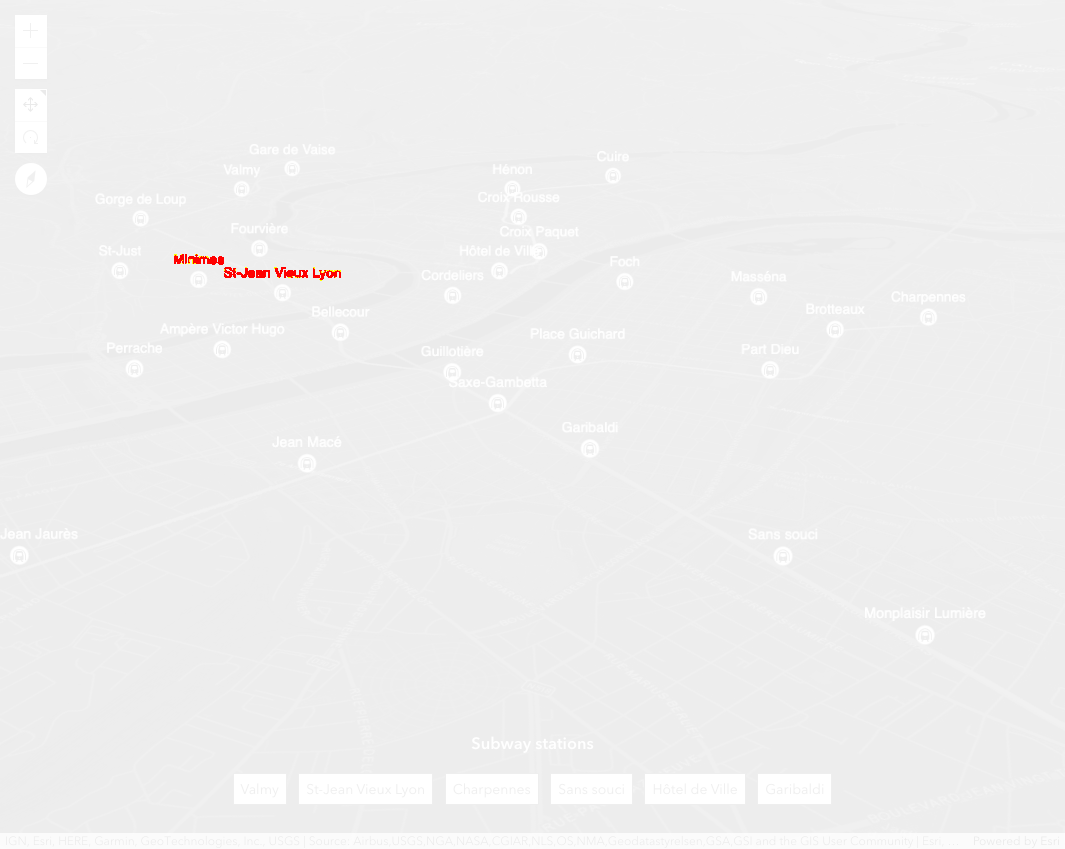 Gare de Vaise
Cuire
Valmy
Hénon
Gorge de Loup
Croix Rousse
Fourvière
Croix Paquet
St-Just
Hôtel de Ville
Minimes
Foch
St-Jean Vieux Lyon
Cordeliers
Masséna
Charpennes
Bellecour
Brotteaux
Ampère Victor Hugo
Place Guichard
Perrache
Guillotière
Part Dieu
Saxe-Gambetta
Garibaldi
Jean Macé
Jean Jaurès
Sans souci
Monplaisir Lumière
Subway stations
Valmy St-Jean Vieux Lyon Charpennes Sans souci Hôtel de Ville Garibaldi
IGN, Esri, HERE, Garmin, GeoTechnologies, Inc., USGS | Source: Airbus,USGS,NGA,NASA,CGIAR,NLS,OS,NMA,Geodatastyrelsen,GSA,GSI and the GIS User Community | Esri, Powered by Esri